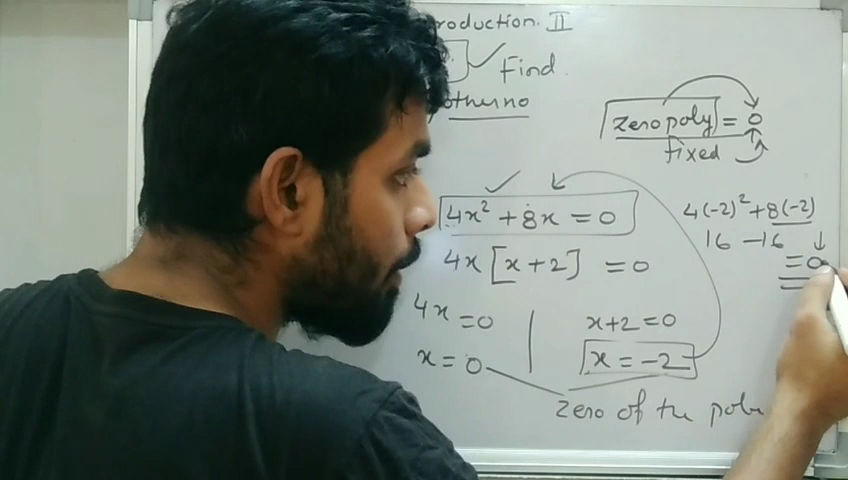 roduction. II
Find.
zero poly = 0
fixed
4x² + 8x = 0
4(-2)² + 8(-2)
16 - 16
= 0
4x [x + 2] = 0
4x = 0
x + 2 = 0
x = 0
x = -2
zero of the